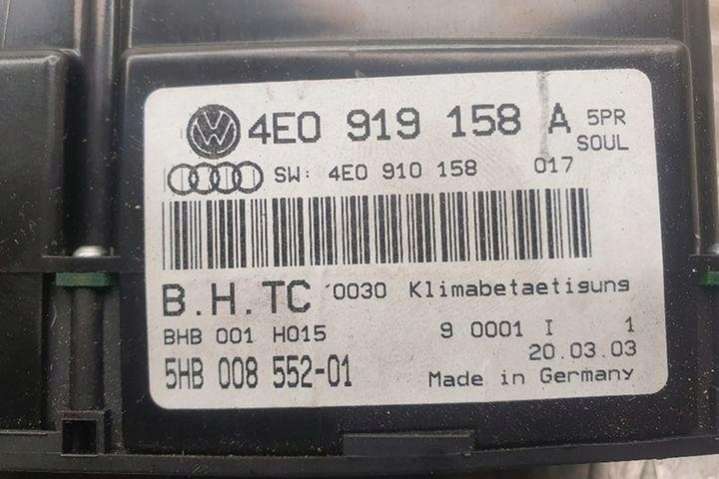 4E0 919 158 A 5PR
SOUL
SW: 4E0 910 158 017
B.H.TC 0030 Klimabetaetigung
BHB 001 H015 9 0001 I 1
20.03.03
5HB 008 552-01 Made in Germany